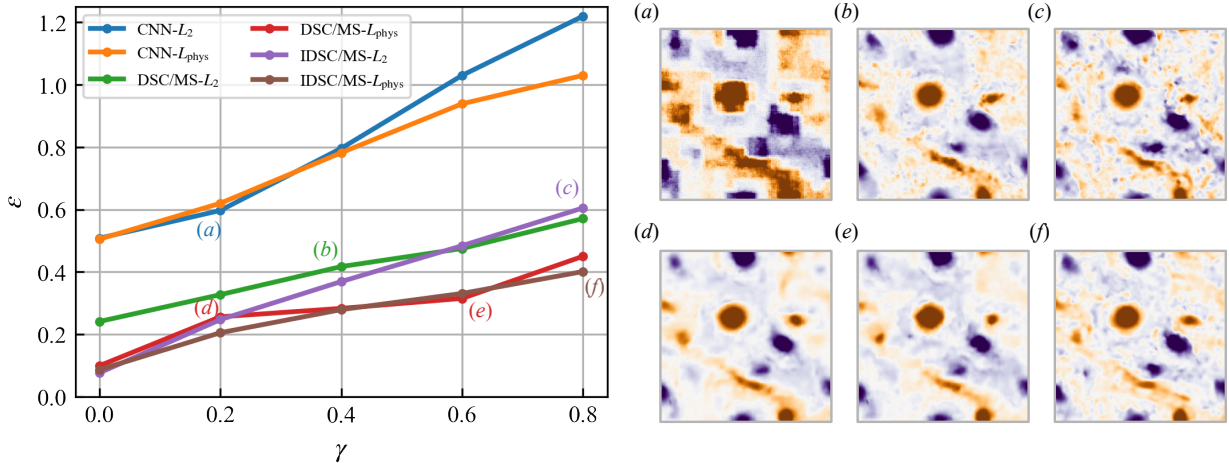 CNN-L₂
CNN-Lphys
DSC/MS-L₂
DSC/MS-Lphys
IDSC/MS-L₂
IDSC/MS-Lphys
1.2
1.0
0.8
0.6
0.4
0.2
0.0
ε
(a)
(b)
(c)
(d)
(e)
(f)
0.0 0.2 0.4 0.6 0.8
γ
(a) (b) (c)
(d) (e) (f)